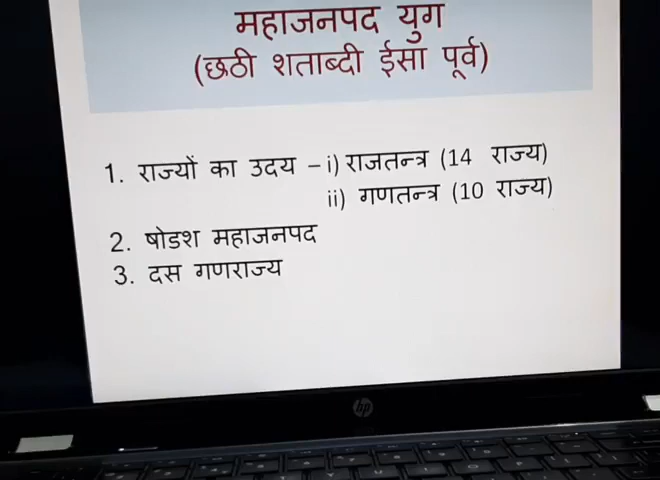 महाजनपद युग
(छठी शताब्दी ईसा पूर्व)
1. राज्यों का उदय – i) राजतन्त्र (14 राज्य)
ii) गणतन्त्र (10 राज्य)
2. षोडश महाजनपद
3. दस गणराज्य
hp